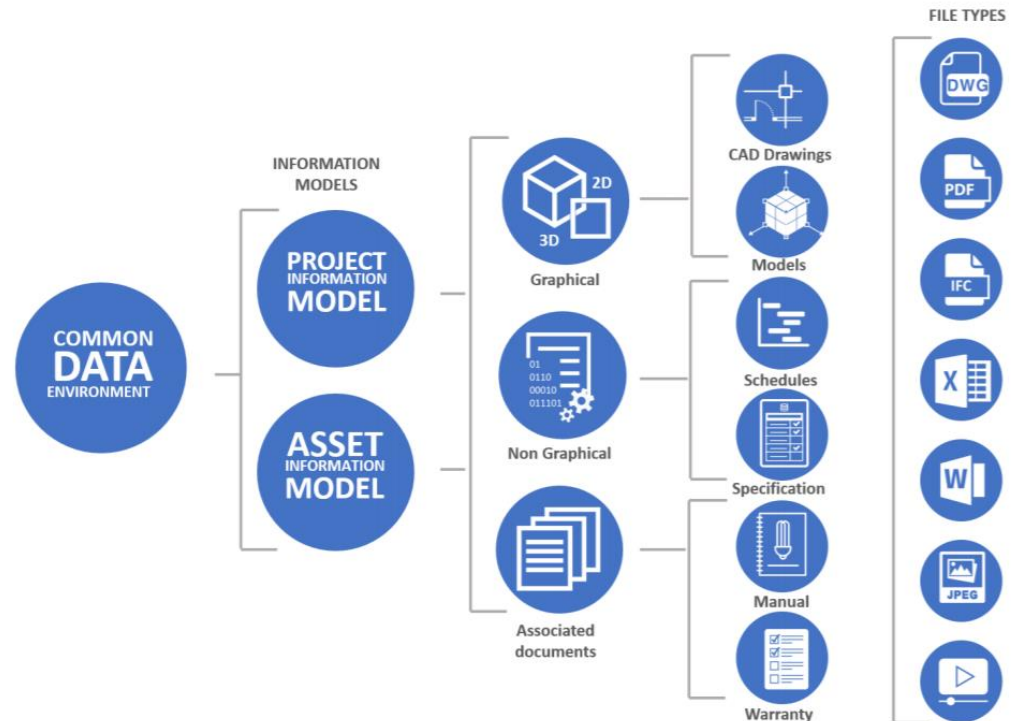 FILE TYPES
DWG
PDF
IFC
X
W
JPEG
INFORMATION
MODELS
COMMON
DATA
ENVIRONMENT
PROJECT
INFORMATION
MODEL
ASSET
INFORMATION
MODEL
2D
3D
Graphical
01
0110
00010
011101
Non Graphical
Associated
documents
CAD Drawings
Models
Schedules
Specification
Manual
Warranty